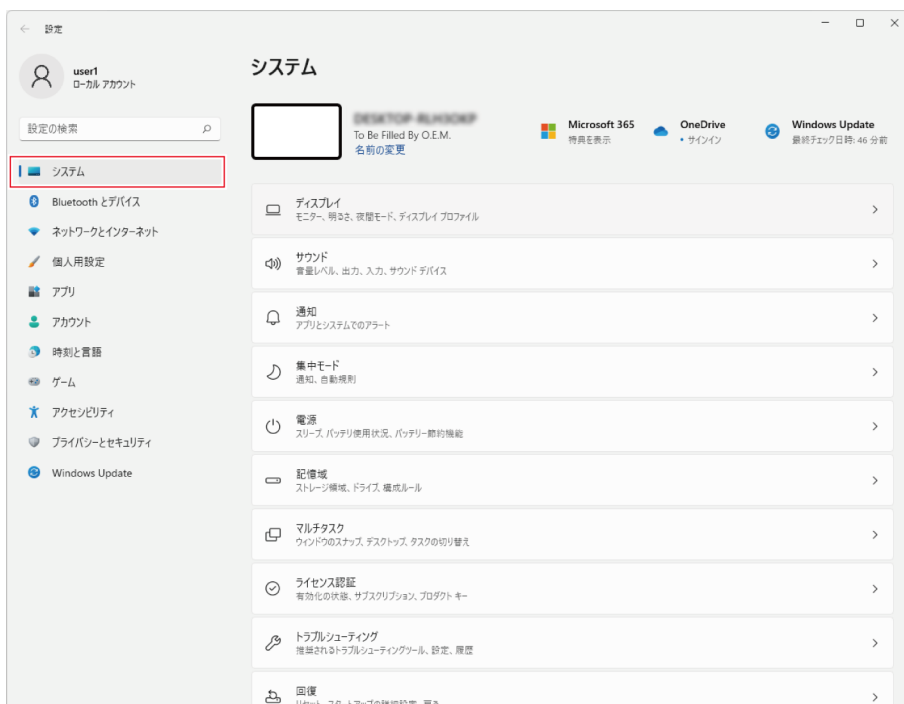 設定
user1
ローカル アカウント
設定の検索
システム
Bluetooth とデバイス
ネットワークとインターネット
個人用設定
アプリ
アカウント
時刻と言語
ゲーム
アクセシビリティ
プライバシーとセキュリティ
Windows Update
システム
To Be Filled By O.E.M.
名前の変更
Microsoft 365
特典を表示
OneDrive
• サインイン
Windows Update
最終チェック日時: 46 分前
ディスプレイ
モニター、明るさ、夜間モード、ディスプレイ プロファイル
サウンド
音量レベル、出力、入力、サウンド デバイス
通知
アプリとシステムでのアラート
集中モード
通知、自動規則
電源
スリープ、バッテリ使用状況、バッテリー節約機能
記憶域
ストレージ領域、ドライブ、構成ルール
マルチタスク
ウィンドウのスナップ、デスクトップ、タスクの切り替え
ライセンス認証
有効化の状態、サブスクリプション、プロダクト キー
トラブルシューティング
推奨されるトラブルシューティングツール、設定、履歴
回復